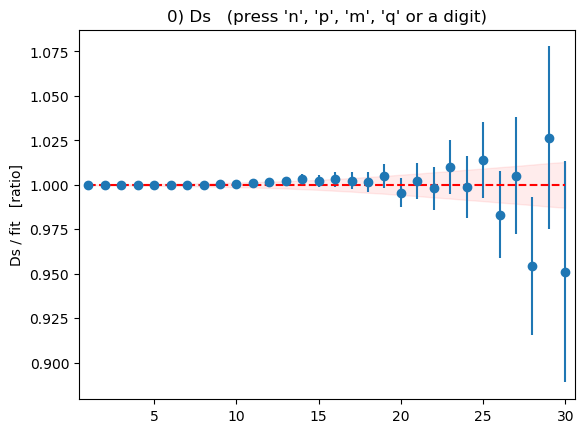 0) Ds   (press 'n', 'p', 'm', 'q' or a digit)
Ds / fit   [ratio]
1.075
1.050
1.025
1.000
0.975
0.950
0.925
0.900
5 10 15 20 25 30